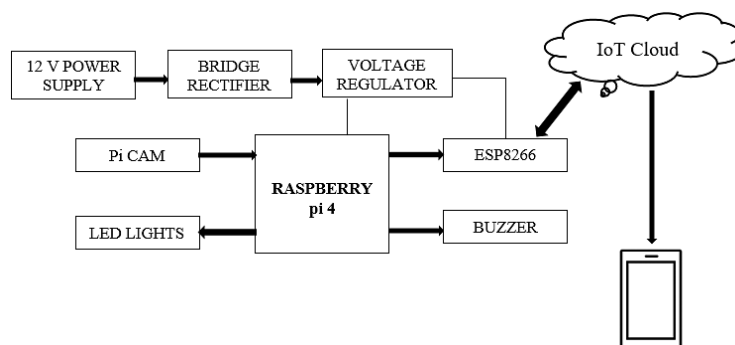 12 V POWER
SUPPLY
BRIDGE
RECTIFIER
VOLTAGE
REGULATOR
IoT Cloud
Pi CAM
RASPBERRY
pi 4
ESP8266
LED LIGHTS
BUZZER